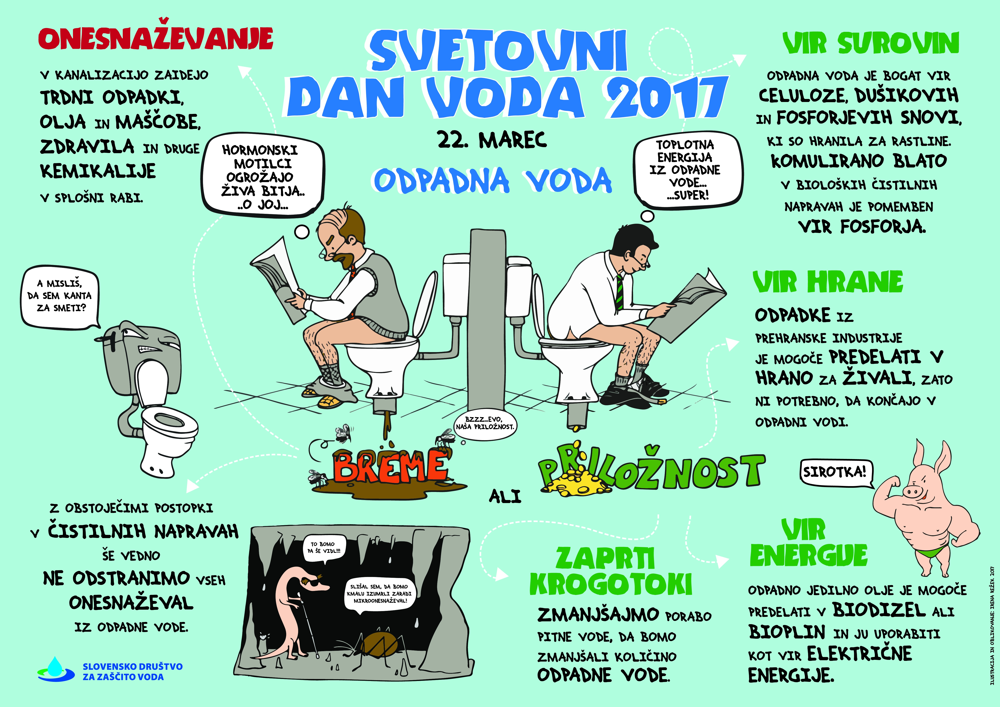 ONESNAŽEVANJE
V KANALIZACIJO ZAIDEJO
TRDNI ODPADKI,
OLJA IN MAŠČOBE,
ZDRAVILA IN DRUGE
KEMIKALIJE
V SPLOŠNI RABI.
SVETOVNI
DAN VODA 2017
22. MAREC
ODPADNA VODA
HORMONSKI
MOTILCI
OGROŽAJO
ŽIVA BITJA..
..O JOJ...
TOPLOTNA
ENERGIJA
IZ ODPADNE
VODE...
...SUPER!
VIR SUROVIN
ODPADNA VODA JE BOGAT VIR
CELULOZE, DUŠIKOVIH
IN FOSFORJEVIH SNOVI,
KI SO HRANILA ZA RASTLINE.
KOMULIRANO BLATO
V BIOLOŠKIH ČISTILNIH
NAPRAVAH JE POMEMBEN
VIR FOSFORJA.
A MISLIŠ,
DA SEM KANTA
ZA SMETI?
VIR HRANE
ODPADKE IZ
PREHRANSKE INDUSTRIJE
JE MOGOČE PREDELATI V
HRANO ZA ŽIVALI, ZATO
NI POTREBNO, DA KONČAJO V
ODPADNI VODI.
BZZZ...EVO,
NAŠA PRILOŽNOST.
BREME
ALI
PRILOŽNOST
SIROTKA!
Z OBSTOJEČIMI POSTOPKI
V ČISTILNIH NAPRAVAH
ŠE VEDNO
NE ODSTRANIMO VSEH
ONESNAŽEVAL
IZ ODPADNE VODE.
TO BOMO
PA ŠE VIDL!!!
SLIŠAL SEM, DA BOMO
KMALU IZUMRLI ZARADI
MIKROONESNAŽEVAL!
ZAPRTI
KROGOTOKI
ZMANJŠAJMO PORABO
PITNE VODE, DA BOMO
ZMANJŠALI KOLIČINO
ODPADNE VODE.
VIR
ENERGIJE
ODPADNO JEDILNO OLJE JE MOGOČE
PREDELATI V BIODIZEL ALI
BIOPLIN IN JU UPORABITI
KOT VIR ELEKTRIČNE
ENERGIJE.
SLOVENSKO DRUŠTVO
ZA ZAŠČITO VODA
ILUSTRACIJA IN OBLIKOVANJE: IRENA REŽEK 2017